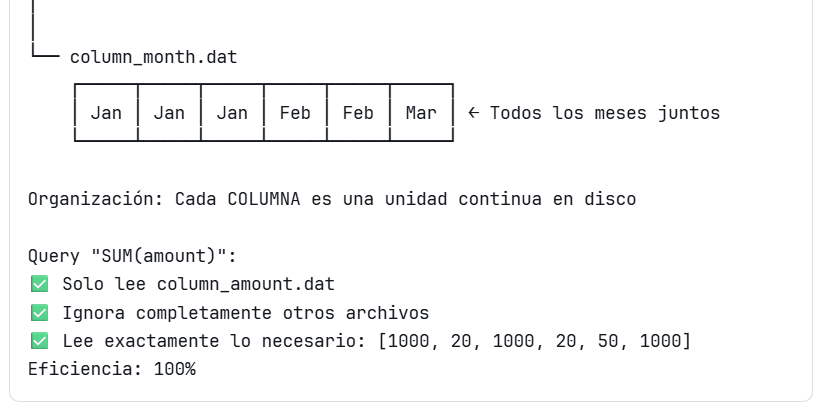 └── column_month.dat
│ Jan │ Jan │ Jan │ Feb │ Feb │ Mar │ ← Todos los meses juntos
Organización: Cada COLUMNA es una unidad continua en disco
Query "SUM(amount)":
✅ Solo lee column_amount.dat
✅ Ignora completamente otros archivos
✅ Lee exactamente lo necesario: [1000, 20, 1000, 20, 50, 1000]
Eficiencia: 100%